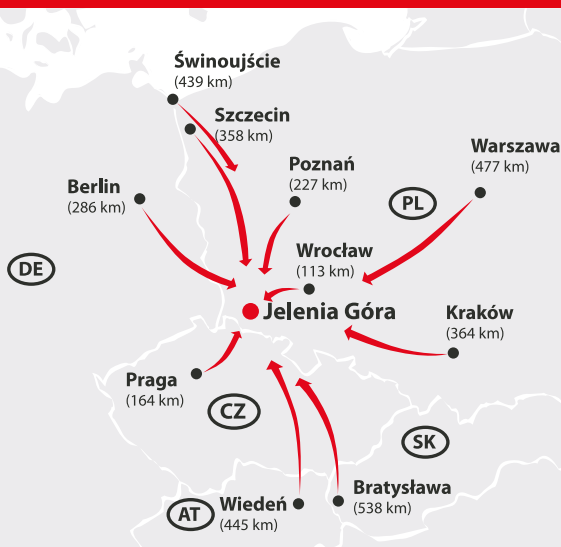 Świnoujście
(439 km)
Szczecin
(358 km)
Poznań
(227 km)
Warszawa
(477 km)
Berlin
(286 km)
PL
Wrocław
(113 km)
DE
Jelenia Góra
Kraków
(364 km)
Praga
(164 km)
CZ
SK
Bratysława
(538 km)
AT
Wiedeń
(445 km)